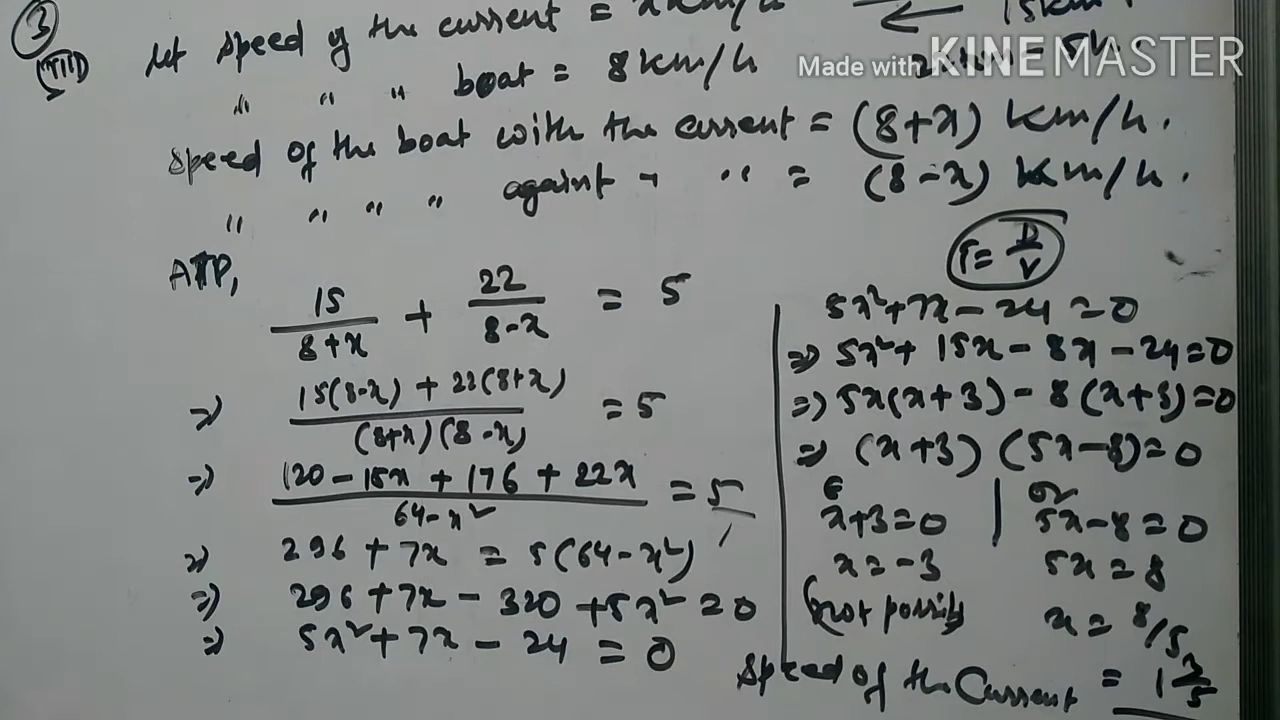 3
(iii) let speed of the current = x km/h
" " " boat = 8 km/h
15 km
Made with KINEMASTER
speed of the boat with the current = (8+x) km/h.
" " " " againt " " = (8-x) km/h.
ATP,
15/(8+x) + 22/(8-x) = 5
=> (15(8-x) + 22(8+x))/((8+x)(8-x)) = 5
=> (120 - 15x + 176 + 22x)/(64-x²) = 5
=> 296 + 7x = 5(64-x²)
=> 296 + 7x - 320 + 5x² = 0
=> 5x² + 7x - 24 = 0
T = D/V
5x² + 7x - 24 = 0
=> 5x² + 15x - 8x - 24 = 0
=> 5x(x+3) - 8(x+3) = 0
=> (x+3) (5x-8) = 0
x+3=0 | or 5x-8=0
x=-3 5x=8
(not possible x=8/5
Speed of the Current = 1 3/5